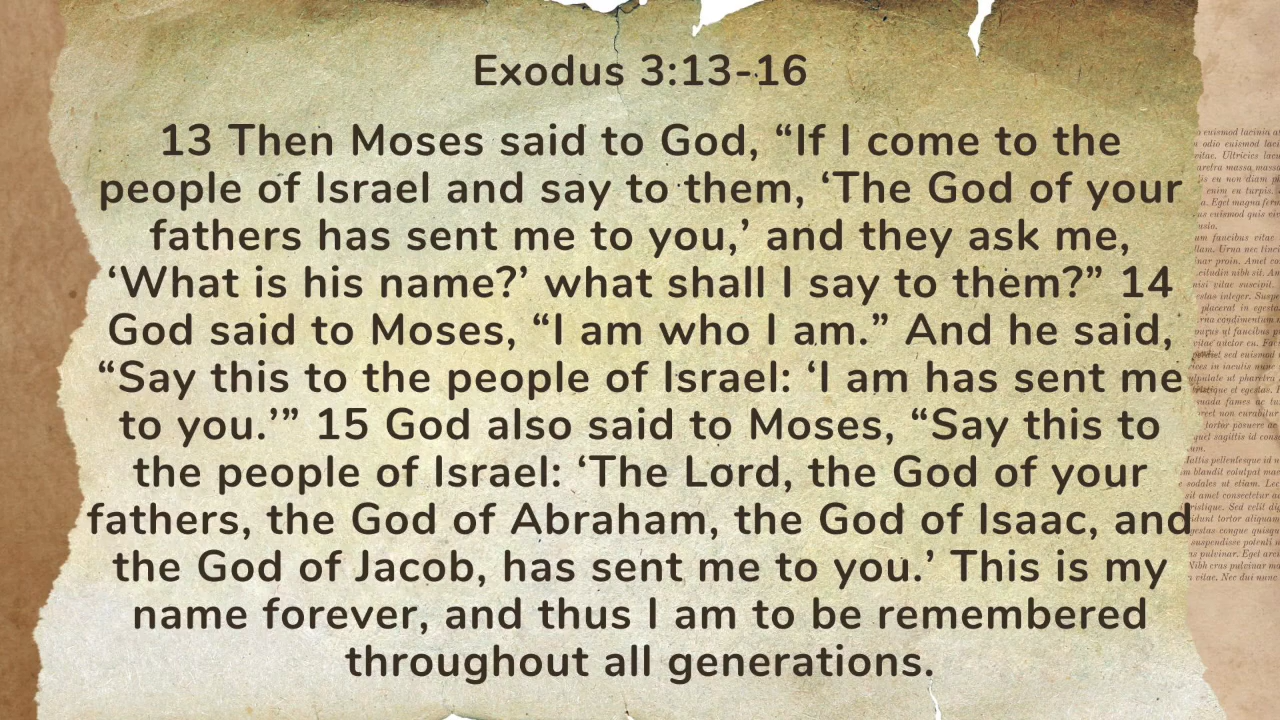 Exodus 3:13-16
13 Then Moses said to God, “If I come to the
people of Israel and say to them, ‘The God of your
fathers has sent me to you,’ and they ask me,
‘What is his name?’ what shall I say to them?” 14
God said to Moses, “I am who I am.” And he said,
“Say this to the people of Israel: ‘I am has sent me
to you.’” 15 God also said to Moses, “Say this to
the people of Israel: ‘The Lord, the God of your
fathers, the God of Abraham, the God of Isaac, and
the God of Jacob, has sent me to you.’ This is my
name forever, and thus I am to be remembered
throughout all generations.